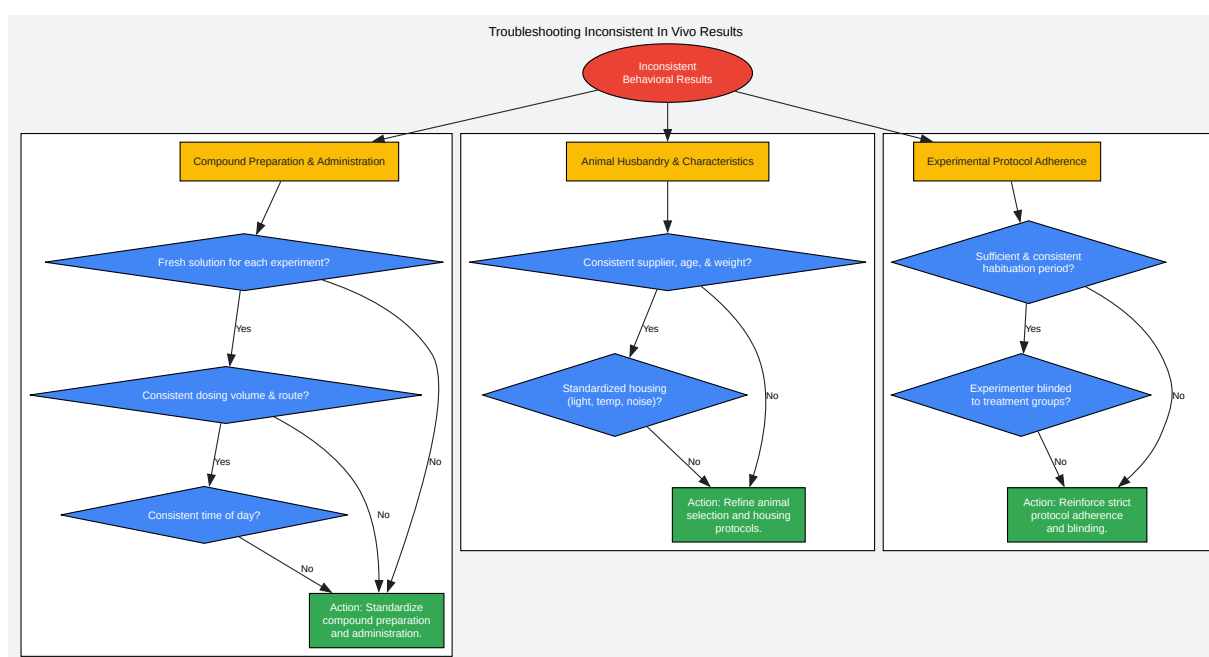 Troubleshooting Inconsistent In Vivo Results
Inconsistent
Behavioral Results
Compound Preparation & Administration
Fresh solution for each experiment?
Yes
Consistent dosing volume & route?
No
Yes
Consistent time of day?
No
No
Action: Standardize
compound preparation
and administration.
Animal Husbandry & Characteristics
Consistent supplier, age, & weight?
Yes
Standardized housing
(light, temp, noise)?
No
No
Action: Refine animal
selection and housing
protocols.
Experimental Protocol Adherence
Sufficient & consistent
habituation period?
Yes
Experimenter blinded
to treatment groups?
No
No
Action: Reinforce strict
protocol adherence
and blinding.